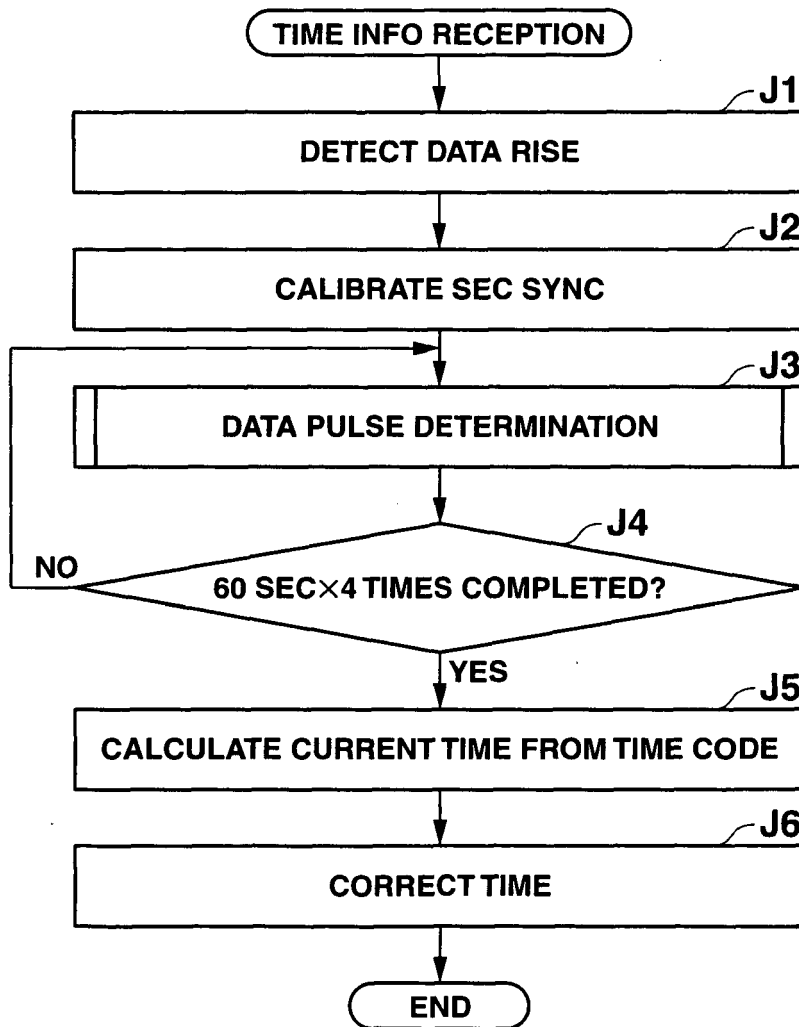 TIME INFO RECEPTION
J1
DETECT DATA RISE
J2
CALIBRATE SEC SYNC
J3
DATA PULSE DETERMINATION
J4
NO
60 SEC×4 TIMES COMPLETED?
YES
J5
CALCULATE CURRENT TIME FROM TIME CODE
J6
CORRECT TIME
END